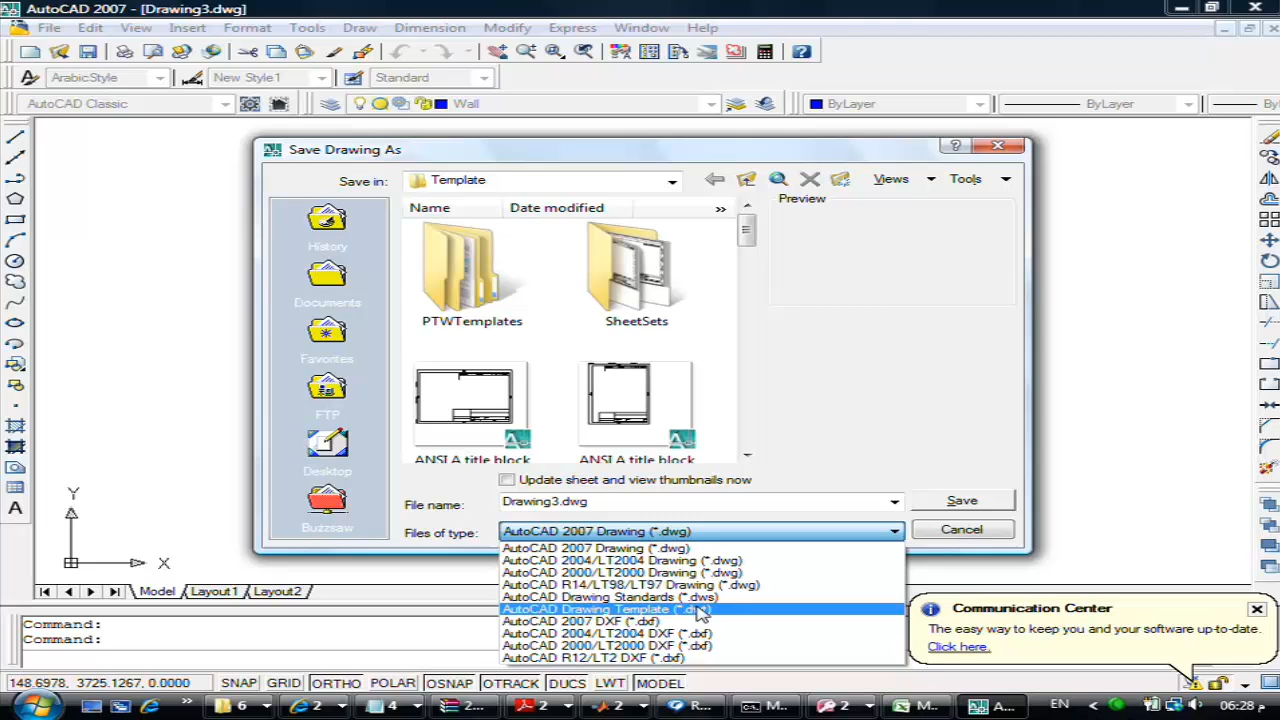 AutoCAD 2007 - [Drawing3.dwg]
File Edit View Insert Format Tools Draw Dimension Modify Express Window Help
ArabicStyle New Style1 Standard
AutoCAD Classic Wall ByLayer ByLayer
Save Drawing As
Save in: Template Views Tools
Name Date modified » Preview
History
Documents
Favorites
FTP
Desktop
Buzzsaw
PTWTemplates SheetSets
ANSI A title block ANSI A title block
Update sheet and view thumbnails now
File name: Drawing3.dwg Save
Files of type: AutoCAD 2007 Drawing (*.dwg) Cancel
AutoCAD 2007 Drawing (*.dwg)
AutoCAD 2004/LT2004 Drawing (*.dwg)
AutoCAD 2000/LT2000 Drawing (*.dwg)
AutoCAD R14/LT98/LT97 Drawing (*.dwg)
AutoCAD Drawing Standards (*.dws)
AutoCAD Drawing Template (*.dwt)
AutoCAD 2007 DXF (*.dxf)
AutoCAD 2004/LT2004 DXF (*.dxf)
AutoCAD 2000/LT2000 DXF (*.dxf)
AutoCAD R12/LT2 DXF (*.dxf)
Y
X
Model Layout1 Layout2
Command:
Command:
Communication Center
The easy way to keep you and your software up-to-date.
Click here.
148.6978, 3725.1267, 0.0000 SNAP GRID ORTHO POLAR OSNAP OTRACK DUCS LWT MODEL
6 2 4 2... 2 2 R... M... 2 M... A... EN 06:28 م